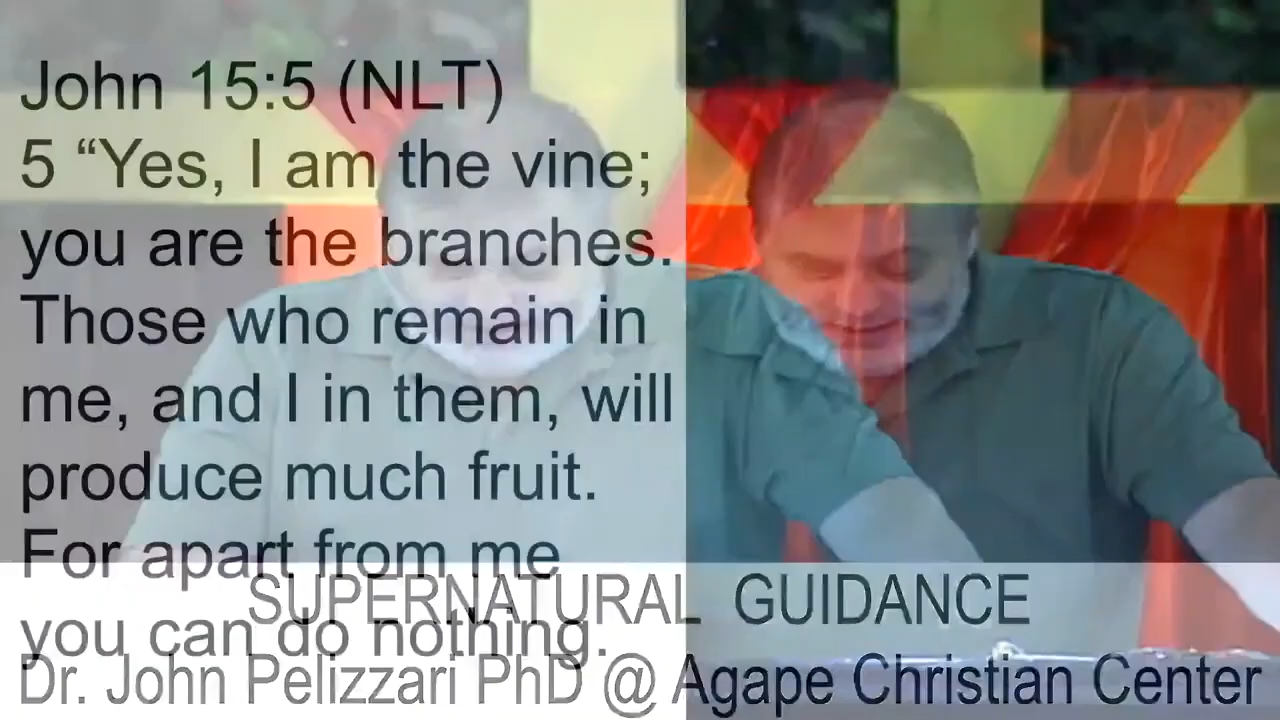 John 15:5 (NLT)
5 “Yes, I am the vine;
you are the branches.
Those who remain in
me, and I in them, will
produce much fruit.
For apart from me
you can do nothing.
SUPERNATURAL GUIDANCE
Dr. John Pelizzari PhD @ Agape Christian Center